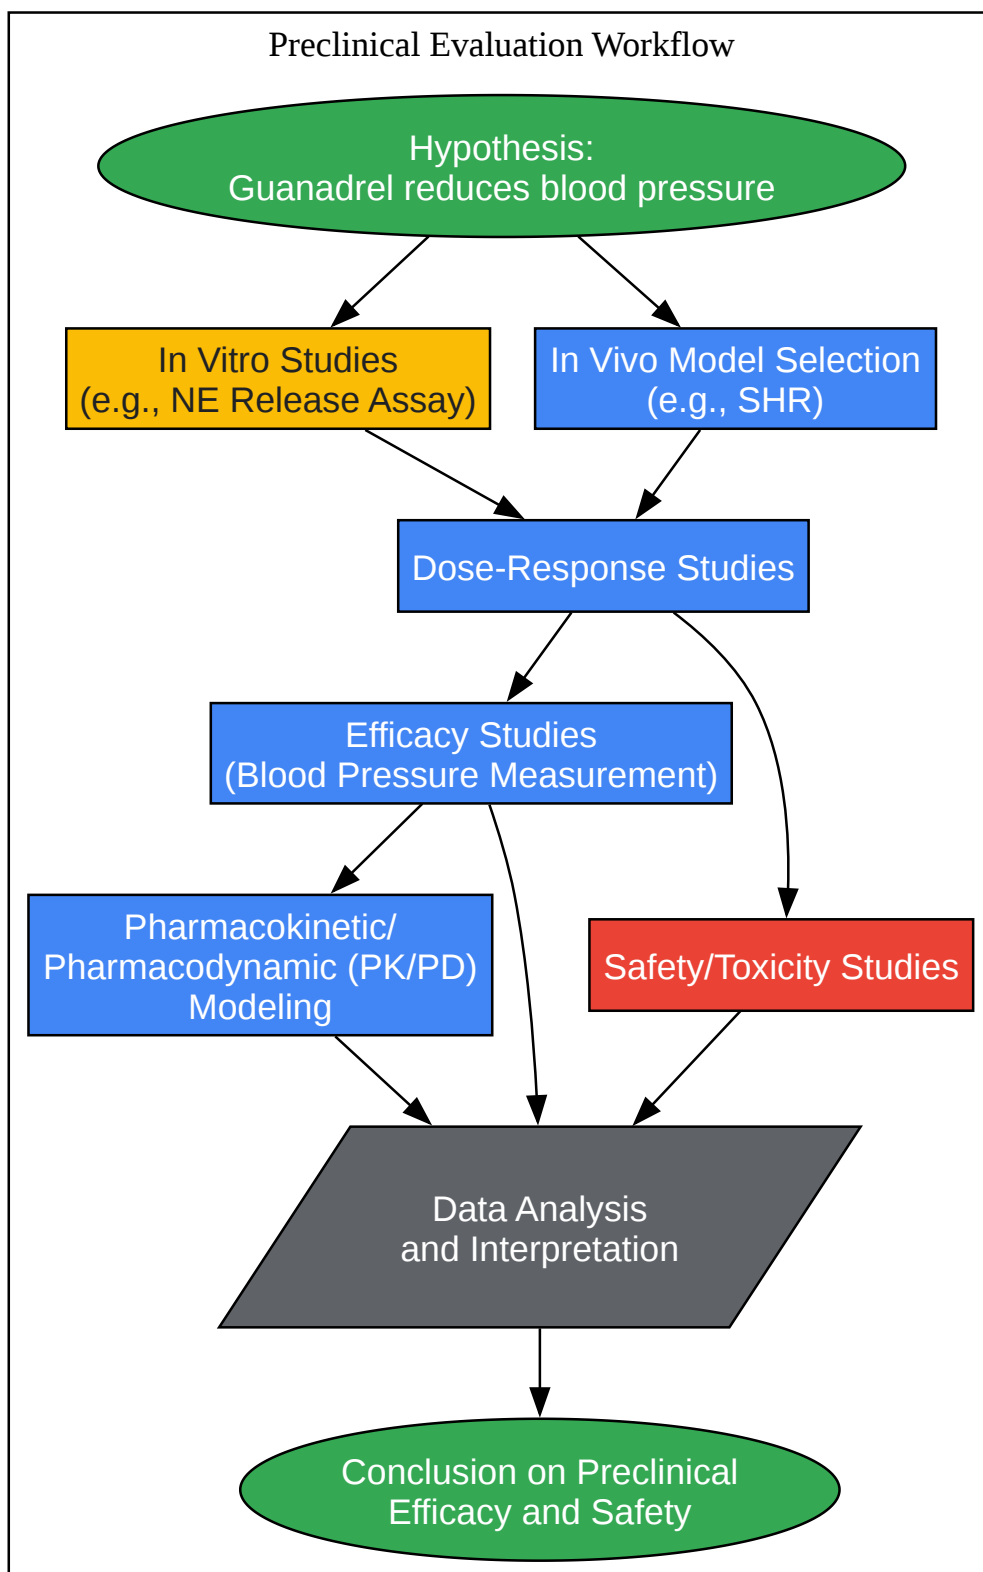 Preclinical Evaluation Workflow
Hypothesis:
Guanadrel reduces blood pressure
In Vitro Studies
(e.g., NE Release Assay)
In Vivo Model Selection
(e.g., SHR)
Dose-Response Studies
Efficacy Studies
(Blood Pressure Measurement)
Pharmacokinetic/
Pharmacodynamic (PK/PD)
Modeling
Safety/Toxicity Studies
Data Analysis
and Interpretation
Conclusion on Preclinical
Efficacy and Safety